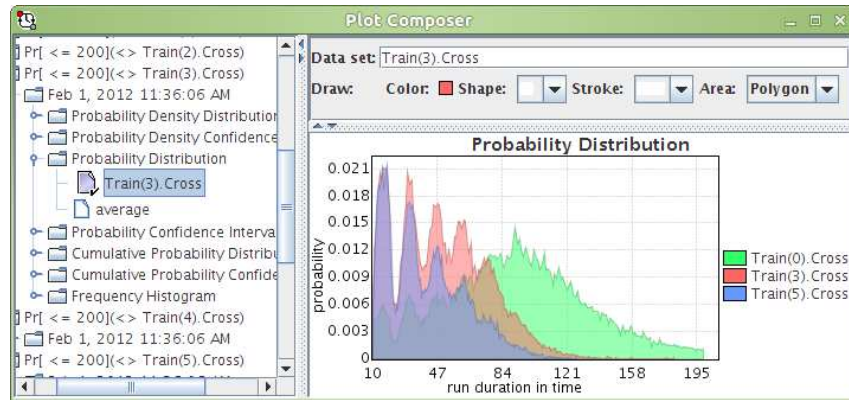 Plot Composer
Pr[ <= 200](<> Train(2).Cross)
Pr[ <= 200](<> Train(3).Cross)
Feb 1, 2012 11:36:06 AM
Probability Density Distribution
Probability Density Confidence
Probability Distribution
Train(3).Cross
average
Probability Confidence Interva
Cumulative Probability Distribu
Cumulative Probability Confide
Frequency Histogram
Pr[ <= 200](<> Train(4).Cross)
Feb 1, 2012 11:36:06 AM
Pr[ <= 200](<> Train(5).Cross)
Data set: Train(3).Cross
Draw: Color: Shape: Stroke: Area: Polygon
Probability Distribution
0.021
0.018
0.015
0.012
0.009
0.006
0.003
0
probability
10 47 84 121 158 195
run duration in time
Train(0).Cross
Train(3).Cross
Train(5).Cross